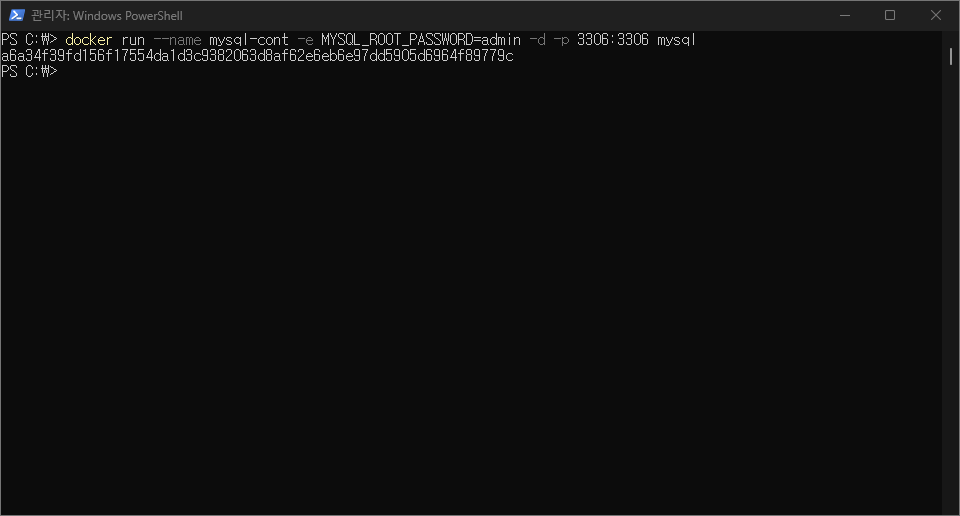 관리자: Windows PowerShell
PS C:₩> docker run --name mysql-cont -e MYSQL_ROOT_PASSWORD=admin -d -p 3306:3306 mysql
a6a34f39fd156f17554da1d3c9382063d8af62e6eb6e97dd5905d6964f89779c
PS C:₩>